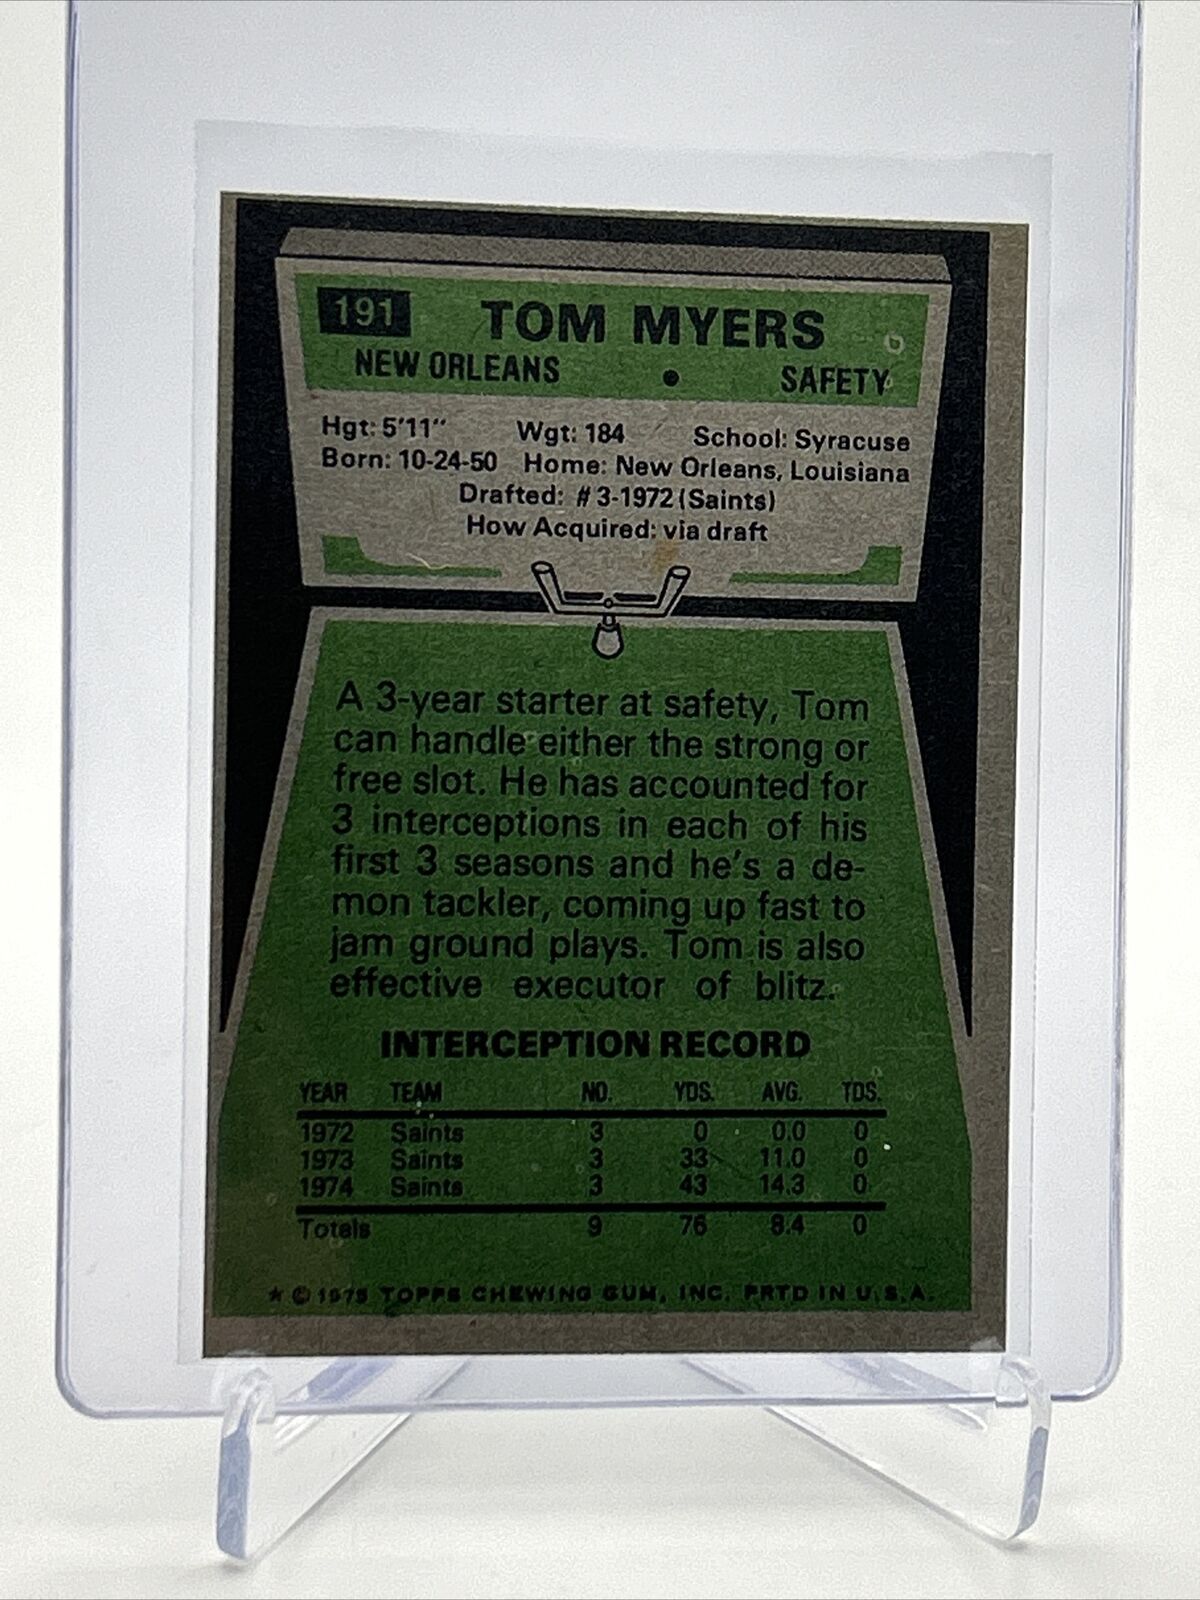 191 TOM MYERS
NEW ORLEANS • SAFETY
Hgt: 5'11" Wgt: 184 School: Syracuse
Born: 10-24-50 Home: New Orleans, Louisiana
Drafted: #3-1972 (Saints)
How Acquired: via draft
A 3-year starter at safety, Tom
can handle either the strong or
free slot. He has accounted for
3 interceptions in each of his
first 3 seasons and he's a de-
mon tackler, coming up fast to
jam ground plays. Tom is also
effective executor of blitz.
INTERCEPTION RECORD
YEAR TEAM NO. YDS. AVG. TDS.
1972 Saints 3 0 0.0 0
1973 Saints 3 33 11.0 0
1974 Saints 3 43 14.3 0
Totals 9 76 8.4 0
★ © 1975 TOPPS CHEWING GUM, INC. PRTD IN U.S.A.